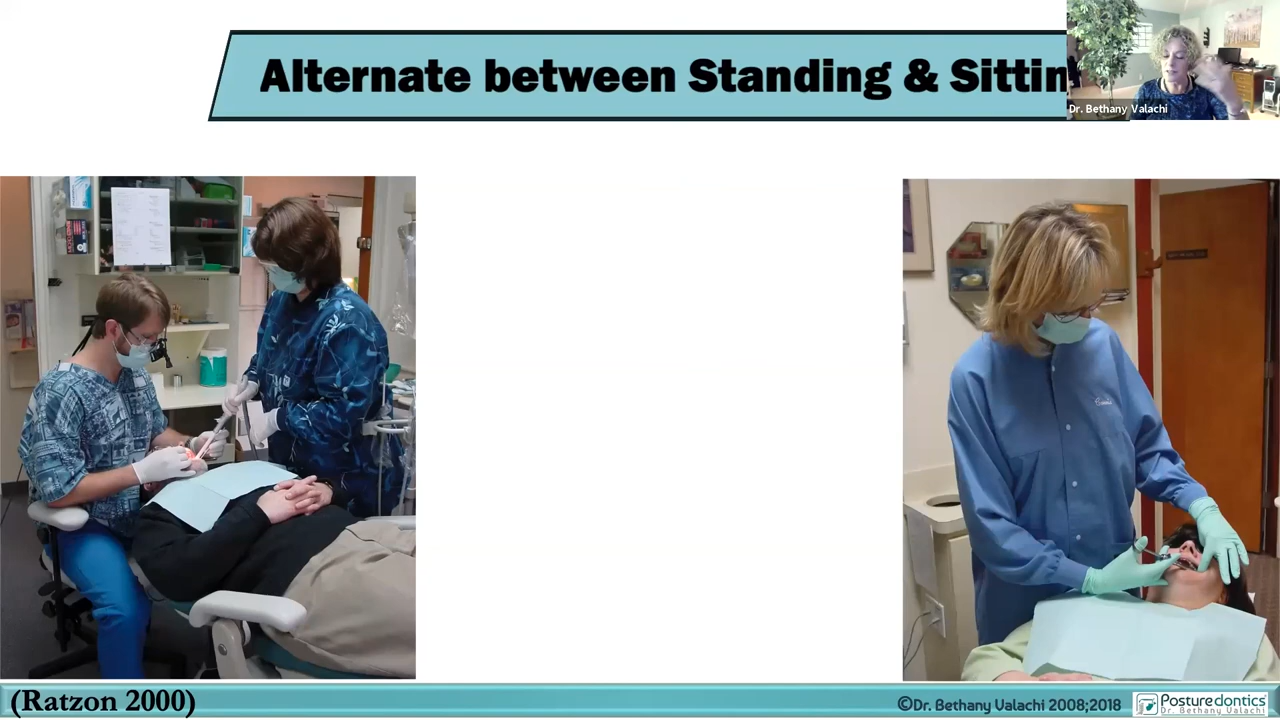 Alternate between Standing & Sittin
Dr. Bethany Valachi
(Ratzon 2000)
©Dr. Bethany Valachi 2008;2018
Posturedontics®
Dr. Bethany Valachi